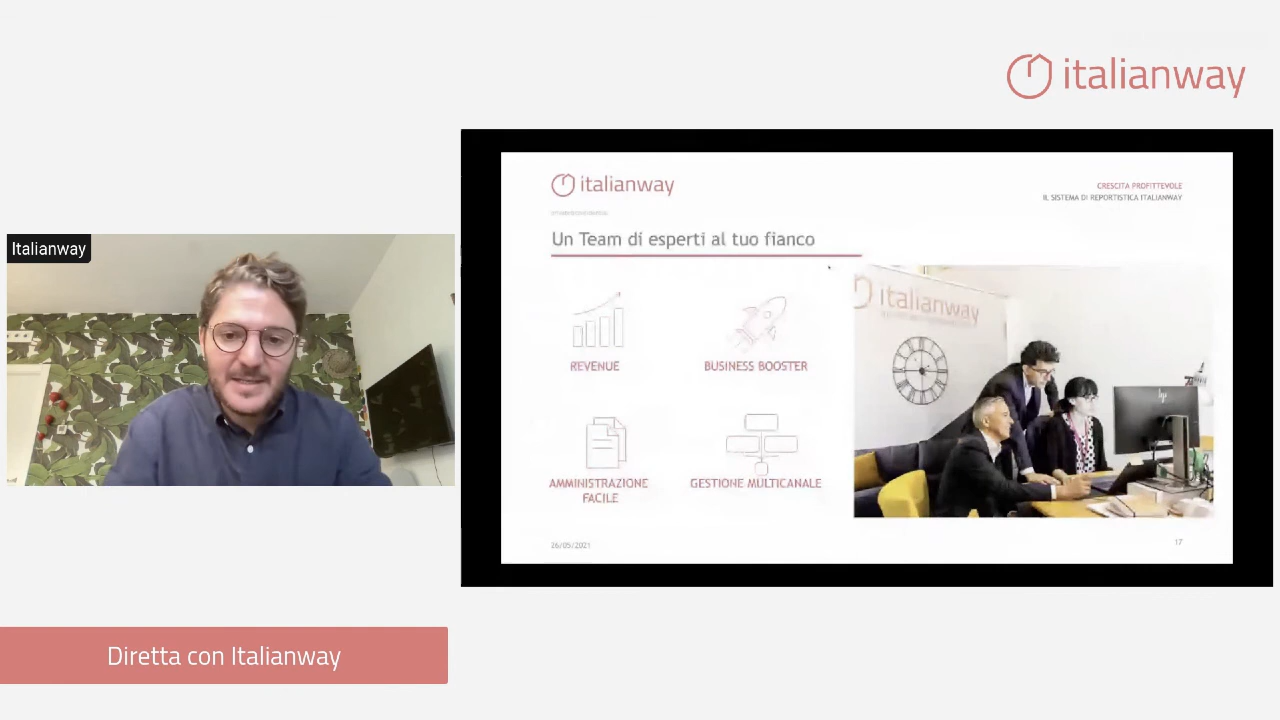 italianway
Italianway
italianway
CRESCITA PROFITTEVOLE
IL SISTEMA DI REPORTISTICA ITALIANWAY
Un Team di esperti al tuo fianco
italianway
REVENUE
BUSINESS BOOSTER
AMMINISTRAZIONE
FACILE
GESTIONE MULTICANALE
hp
26/05/2021
17
Diretta con Italianway